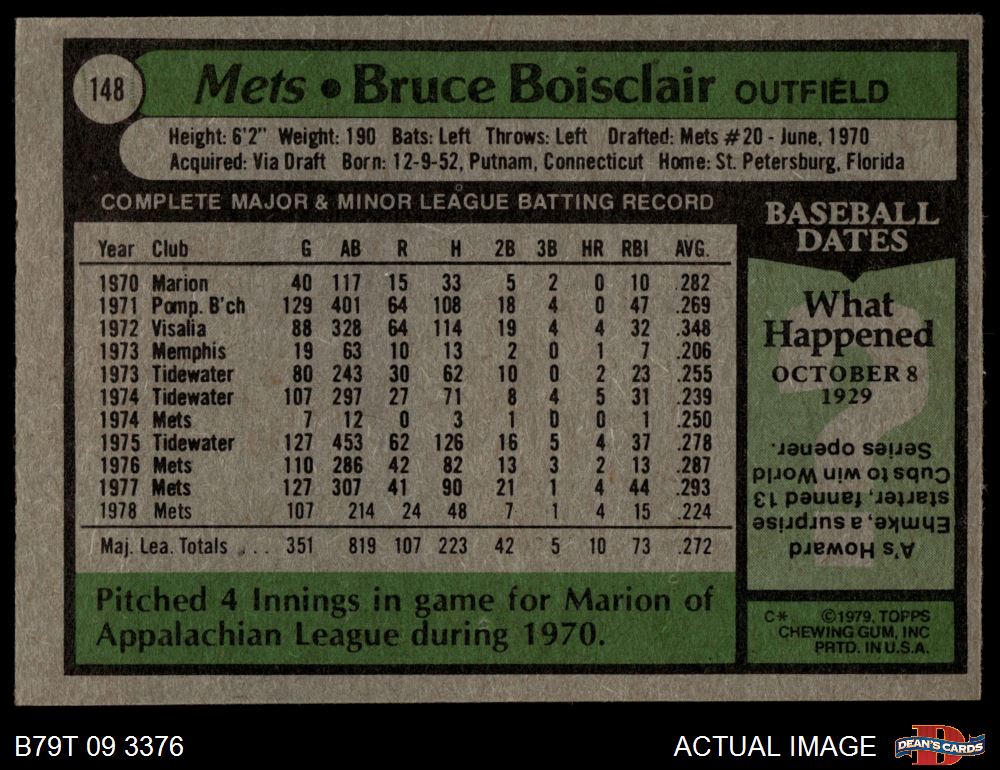 148
Mets • Bruce Boisclair OUTFIELD
Height: 6'2" Weight: 190 Bats: Left Throws: Left Drafted: Mets #20 - June, 1970
Acquired: Via Draft Born: 12-9-52, Putnam, Connecticut Home: St. Petersburg, Florida
COMPLETE MAJOR & MINOR LEAGUE BATTING RECORD
Year Club G AB R H 2B 3B HR RBI AVG.
1970 Marion 40 117 15 33 5 2 0 10 .282
1971 Pomp. B'ch 129 401 64 108 18 4 0 47 .269
1972 Visalia 88 328 64 114 19 4 4 32 .348
1973 Memphis 19 63 10 13 2 0 1 7 .206
1973 Tidewater 80 243 30 62 10 0 2 23 .255
1974 Tidewater 107 297 27 71 8 4 5 31 .239
1974 Mets 7 12 0 3 1 0 0 1 .250
1975 Tidewater 127 453 62 126 16 5 4 37 .278
1976 Mets 110 286 42 82 13 3 2 13 .287
1977 Mets 127 307 41 90 21 1 4 44 .293
1978 Mets 107 214 24 48 7 1 4 15 .224
Maj. Lea. Totals . . . 351 819 107 223 42 5 10 73 .272
Pitched 4 Innings in game for Marion of
Appalachian League during 1970.
BASEBALL
DATES
What
Happened
OCTOBER 8
1929
A's Howard
Ehmke, a surprise
starter, fanned 13
Cubs to win World
Series opener.
C* ©1979, TOPPS
CHEWING GUM, INC
PRTD. IN U.S.A.
B79T 09 3376
ACTUAL IMAGE
D
DEAN'S CARDS